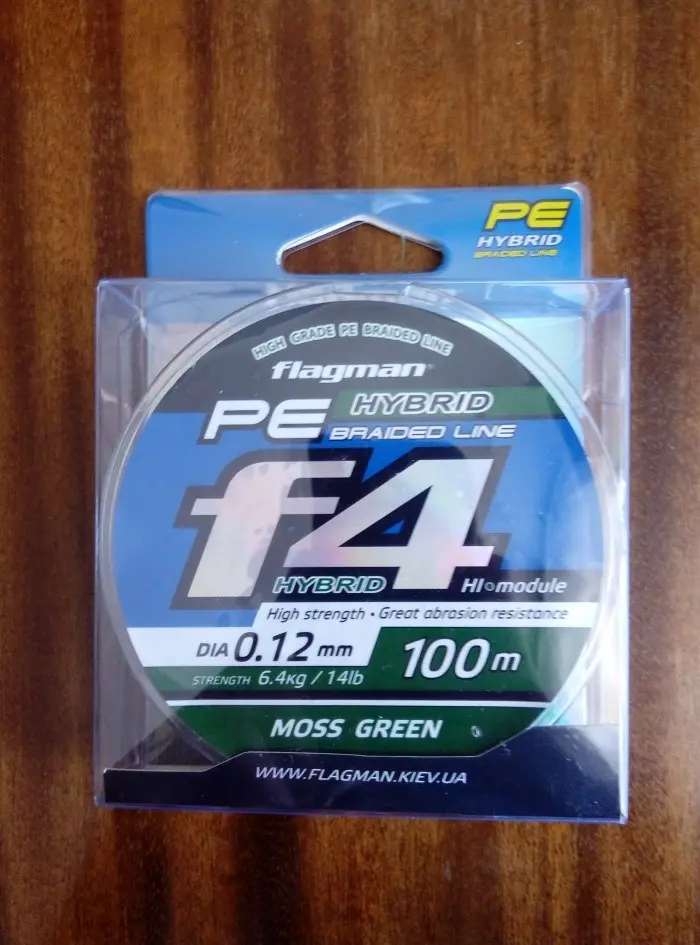 PE
HYBRID
BRAIDED LINE
HIGH GRADE PE BRAIDED LINE
flagman®
PE HYBRID
BRAIDED LINE
f4
HYBRID
HI module
High strength • Great abrasion resistance
DIA 0.12 mm
100m
STRENGTH 6.4kg / 14lb
MOSS GREEN
WWW.FLAGMAN.KIEV.UA